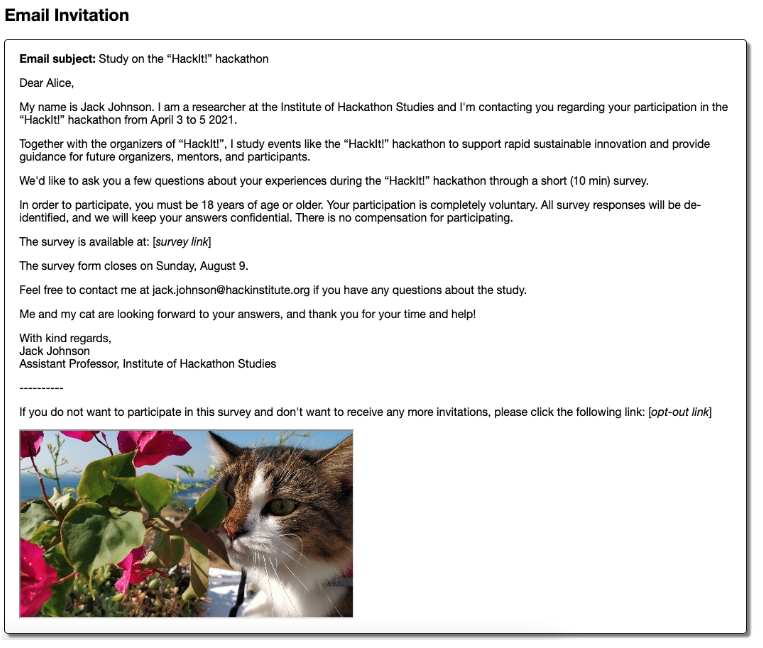 Email Invitation
Email subject: Study on the “HackIt!” hackathon
Dear Alice,
My name is Jack Johnson. I am a researcher at the Institute of Hackathon Studies and I'm contacting you regarding your participation in the
“HackIt!” hackathon from April 3 to 5 2021.
Together with the organizers of “HackIt!”, I study events like the “HackIt!” hackathon to support rapid sustainable innovation and provide
guidance for future organizers, mentors, and participants.
We'd like to ask you a few questions about your experiences during the “HackIt!” hackathon through a short (10 min) survey.
In order to participate, you must be 18 years of age or older. Your participation is completely voluntary. All survey responses will be de-
identified, and we will keep your answers confidential. There is no compensation for participating.
The survey is available at: [survey link]
The survey form closes on Sunday, August 9.
Feel free to contact me at jack.johnson@hackinstitute.org if you have any questions about the study.
Me and my cat are looking forward to your answers, and thank you for your time and help!
With kind regards,
Jack Johnson
Assistant Professor, Institute of Hackathon Studies
----------
If you do not want to participate in this survey and don't want to receive any more invitations, please click the following link: [opt-out link]